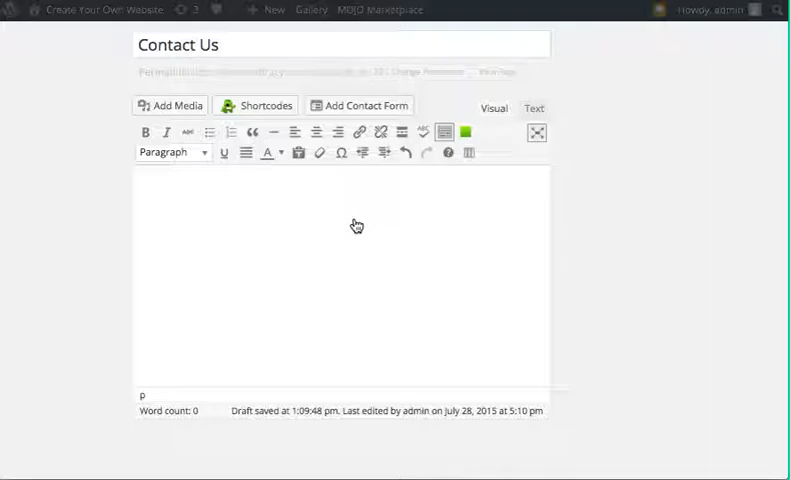 Create Your Own Website 3 New Gallery MOJO Marketplace Howdy, admin
Contact Us
Change Permalinks View Page
Add Media Shortcodes Add Contact Form Visual Text
B I ABC ABC
Paragraph U A Ω ?
p
Word count: 0 Draft saved at 1:09:48 pm. Last edited by admin on July 28, 2015 at 5:10 pm